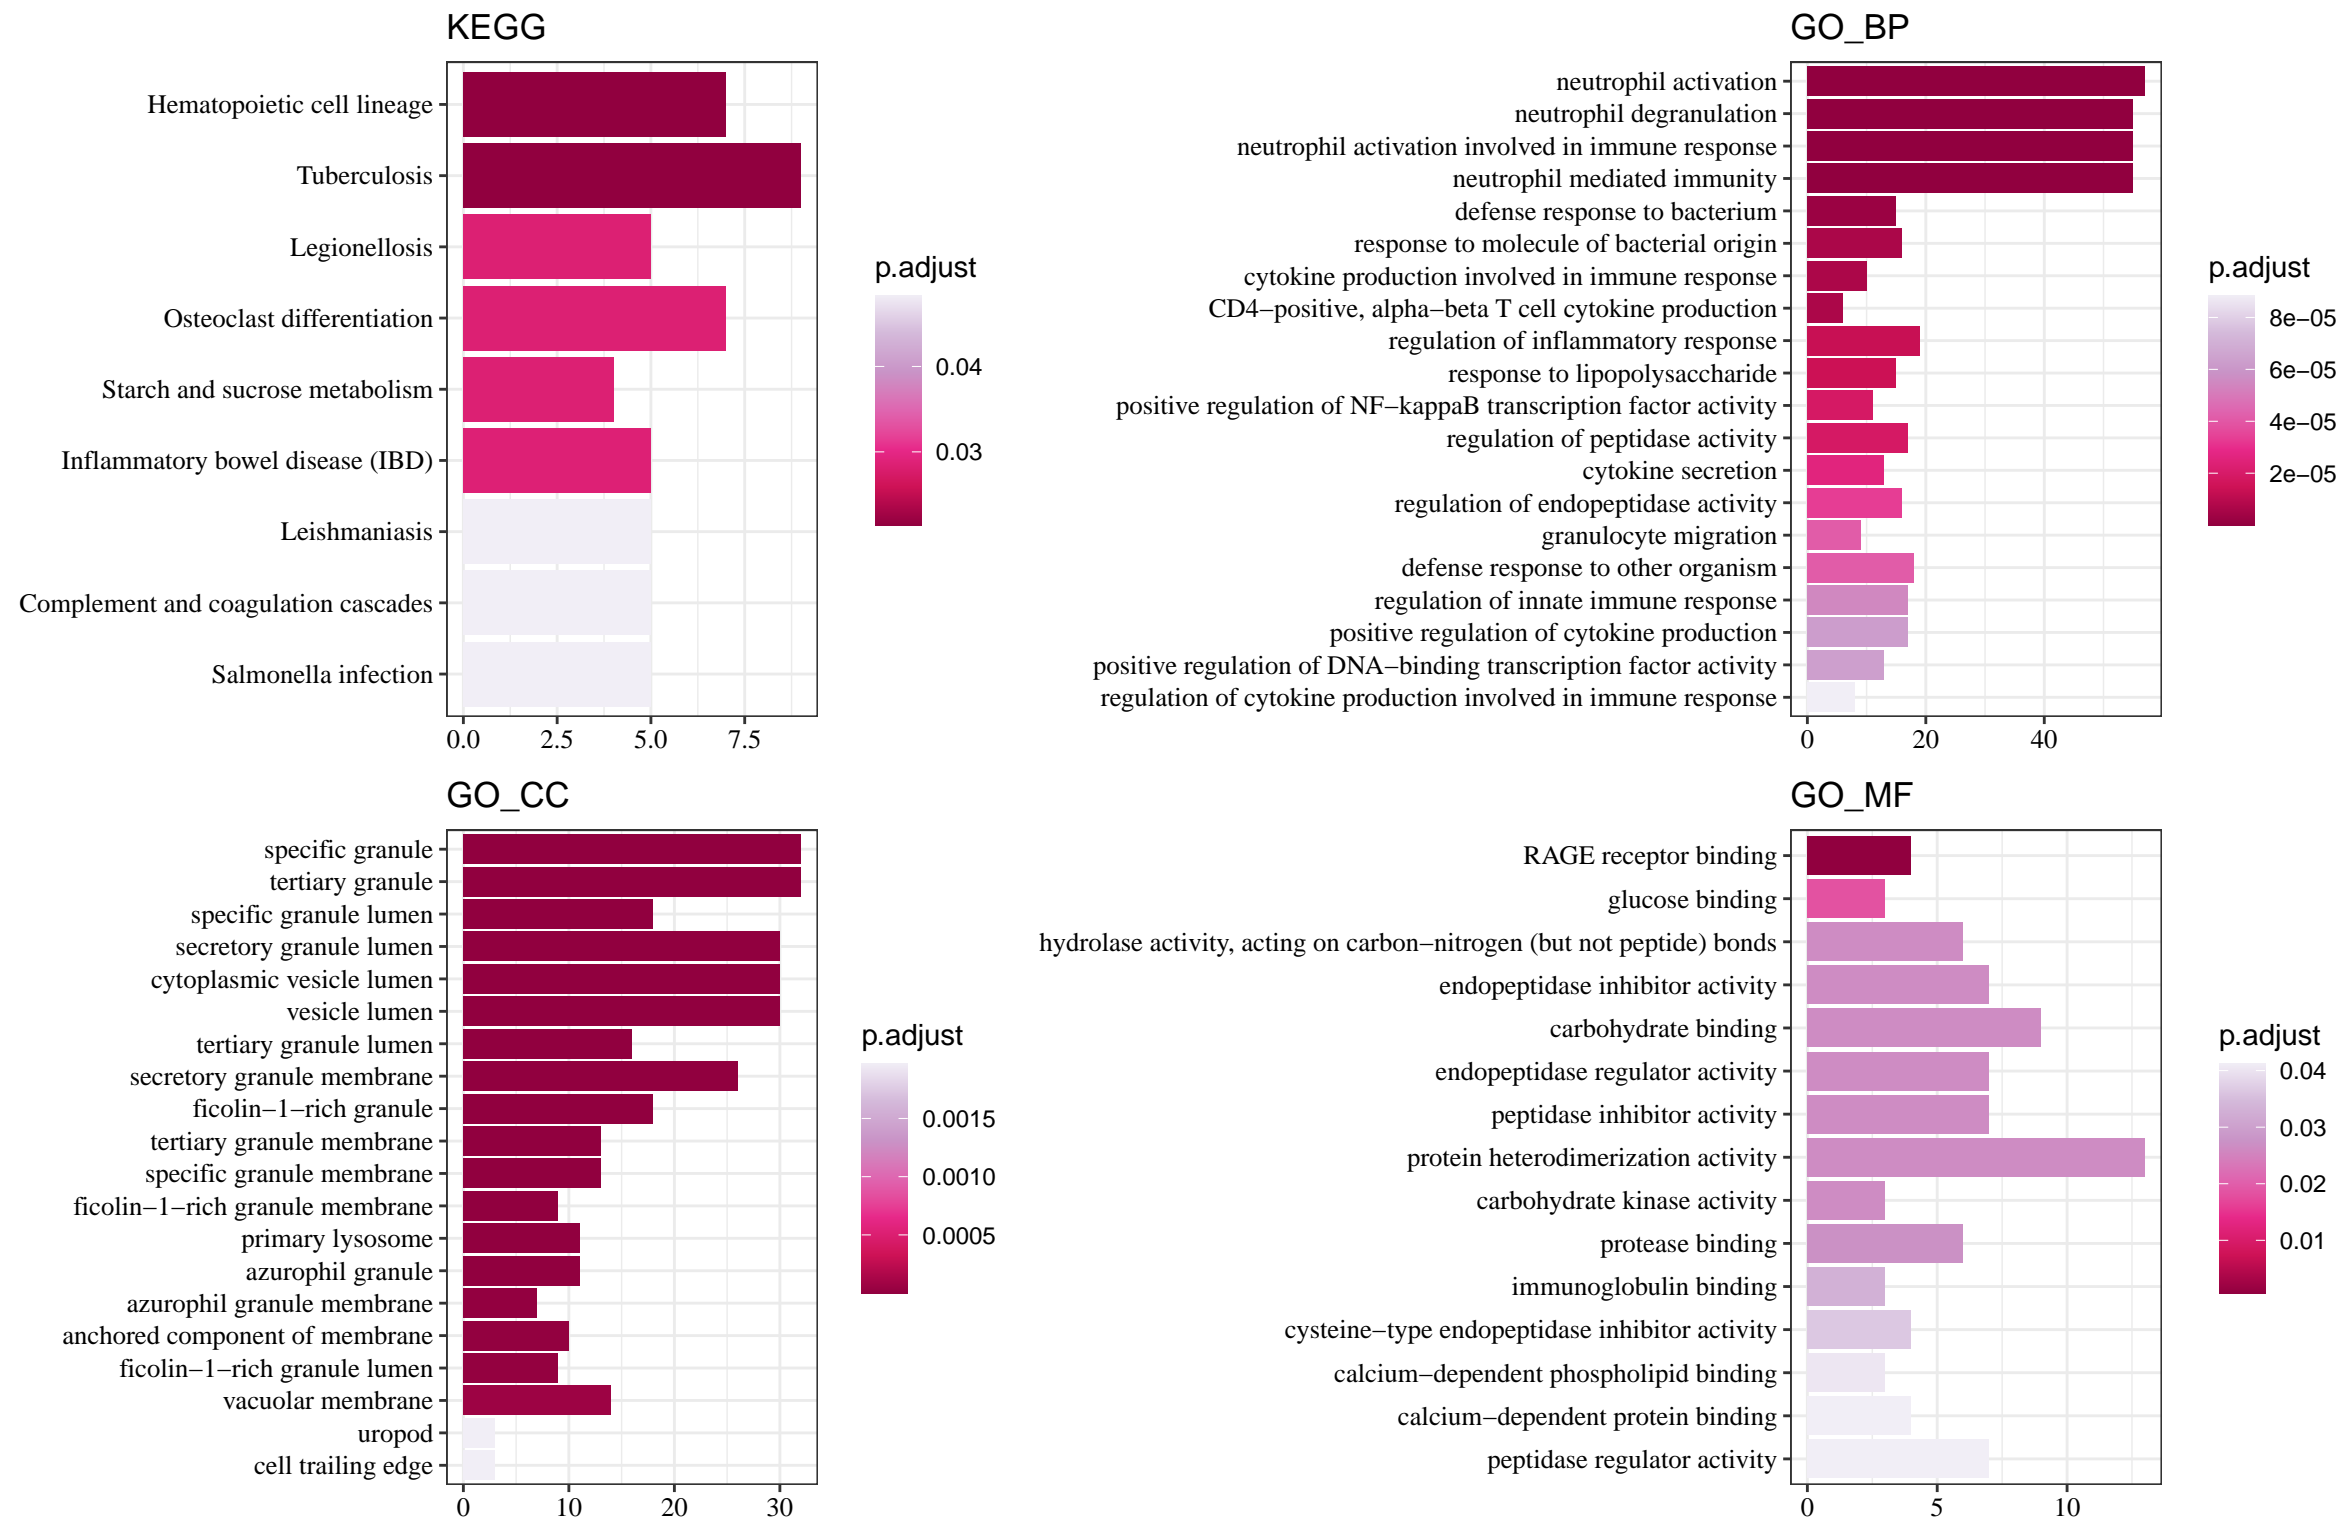 KEGG
Hematopoietic cell lineage
Tuberculosis
Legionellosis
Osteoclast differentiation
Starch and sucrose metabolism
Inflammatory bowel disease (IBD)
Leishmaniasis
Complement and coagulation cascades
Salmonella infection
0.0 2.5 5.0 7.5
p.adjust
0.04
0.03
GO_BP
neutrophil activation
neutrophil degranulation
neutrophil activation involved in immune response
neutrophil mediated immunity
defense response to bacterium
response to molecule of bacterial origin
cytokine production involved in immune response
CD4−positive, alpha−beta T cell cytokine production
regulation of inflammatory response
response to lipopolysaccharide
positive regulation of NF−kappaB transcription factor activity
regulation of peptidase activity
cytokine secretion
regulation of endopeptidase activity
granulocyte migration
defense response to other organism
regulation of innate immune response
positive regulation of cytokine production
positive regulation of DNA−binding transcription factor activity
regulation of cytokine production involved in immune response
0 20 40
p.adjust
8e−05
6e−05
4e−05
2e−05
GO_CC
specific granule
tertiary granule
specific granule lumen
secretory granule lumen
cytoplasmic vesicle lumen
vesicle lumen
tertiary granule lumen
secretory granule membrane
ficolin−1−rich granule
tertiary granule membrane
specific granule membrane
ficolin−1−rich granule membrane
primary lysosome
azurophil granule
azurophil granule membrane
anchored component of membrane
ficolin−1−rich granule lumen
vacuolar membrane
uropod
cell trailing edge
0 10 20 30
p.adjust
0.0015
0.0010
0.0005
GO_MF
RAGE receptor binding
glucose binding
hydrolase activity, acting on carbon−nitrogen (but not peptide) bonds
endopeptidase inhibitor activity
carbohydrate binding
endopeptidase regulator activity
peptidase inhibitor activity
protein heterodimerization activity
carbohydrate kinase activity
protease binding
immunoglobulin binding
cysteine−type endopeptidase inhibitor activity
calcium−dependent phospholipid binding
calcium−dependent protein binding
peptidase regulator activity
0 5 10
p.adjust
0.04
0.03
0.02
0.01